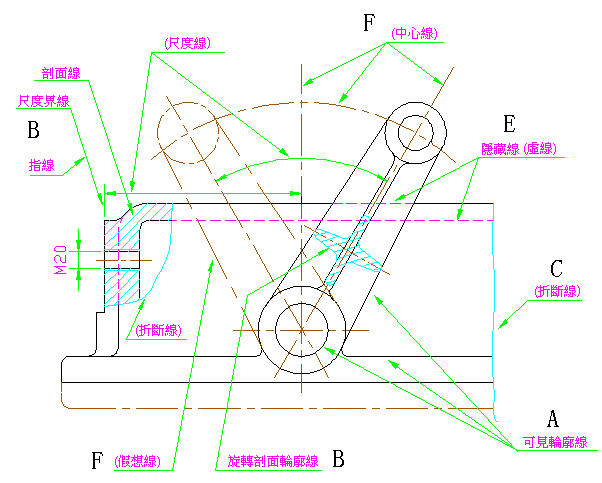 F
(尺度線)
(中心線)
剖面線
尺度界線
B
E
指線
隱藏線(虛線)
M20
C
(折斷線)
(折斷線)
A
F
(假想線)
旋轉剖面輪廓線
B
可見輪廓線